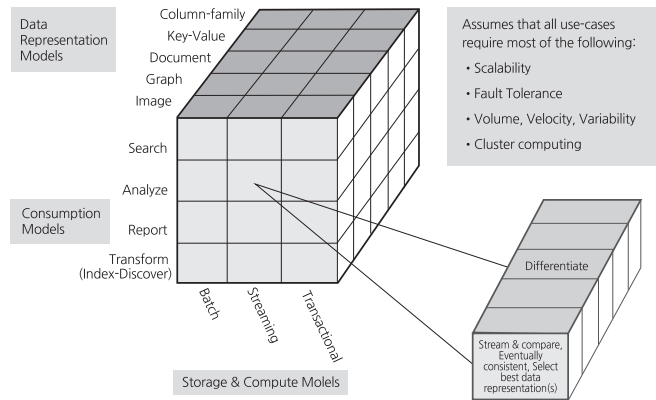 Data
Representation
Models
Column-family
Key-Value
Document
Graph
Image
Assumes that all use-cases
require most of the following:
• Scalability
• Fault Tolerance
• Volume, Velocity, Variability
• Cluster computing
Search
Analyze
Report
Transform
(Index-Discover)
Consumption
Models
Batch
Streaming
Transactional
Storage & Compute Molels
Differentiate
Stream & compare,
Eventually
consistent, Select
best data
representation(s)